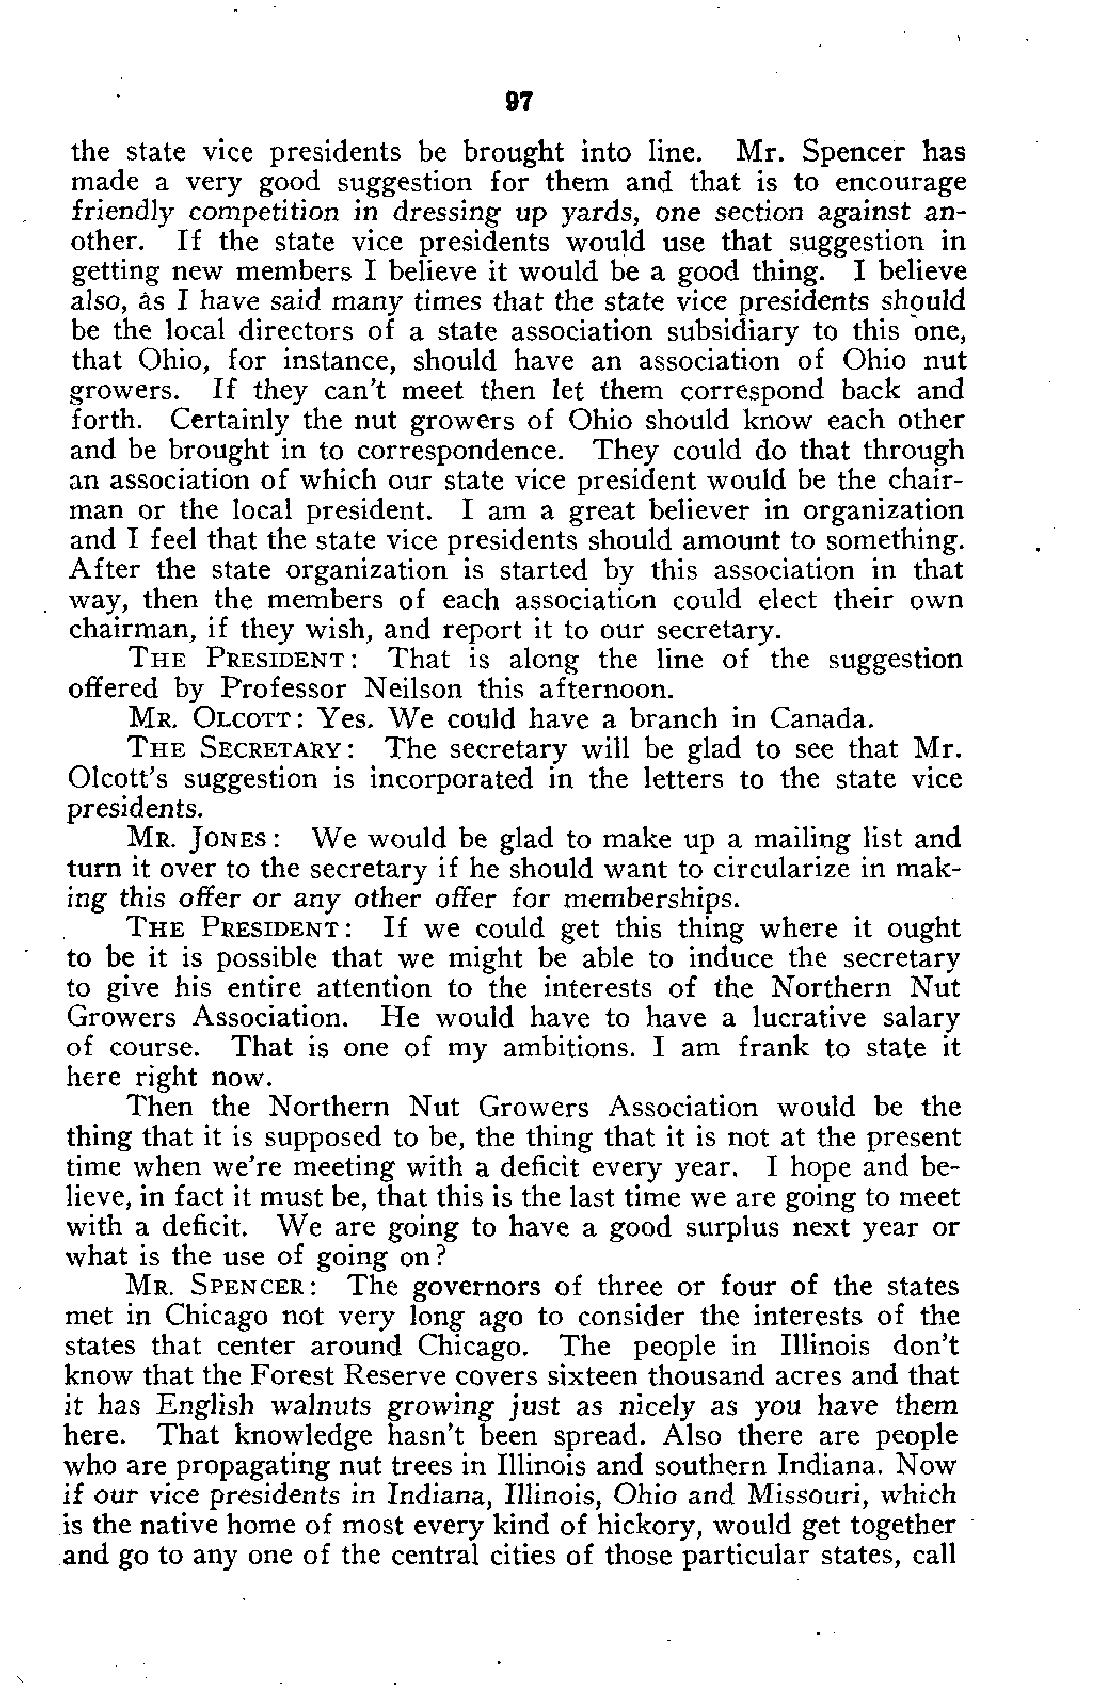 97
the state vice presidents be brought into line. Mr. Spencer has
made a very good suggestion for them and that is to encourage
friendly competition in dressing up yards, one section against an-
other. If the state vice presidents would use that suggestion in
getting new members I believe it would be a good thing. I believe
also, as I have said many times that the state vice presidents should
be the local directors of a state association subsidiary to this one,
that Ohio, for instance, should have an association of Ohio nut
growers. If they can't meet then let them correspond back and
forth. Certainly the nut growers of Ohio should know each other
and be brought in to correspondence. They could do that through
an association of which our state vice president would be the chair-
man or the local president. I am a great believer in organization
and I feel that the state vice presidents should amount to something.
After the state organization is started by this association in that
way, then the members of each association could elect their own
chairman, if they wish, and report it to our secretary.
THE PRESIDENT: That is along the line of the suggestion
offered by Professor Neilson this afternoon.
MR. OLCOTT: Yes. We could have a branch in Canada.
THE SECRETARY: The secretary will be glad to see that Mr.
Olcott's suggestion is incorporated in the letters to the state vice
presidents.
MR. JONES: We would be glad to make up a mailing list and
turn it over to the secretary if he should want to circularize in mak-
ing this offer or any other offer for memberships.
THE PRESIDENT: If we could get this thing where it ought
to be it is possible that we might be able to induce the secretary
to give his entire attention to the interests of the Northern Nut
Growers Association. He would have to have a lucrative salary
of course. That is one of my ambitions. I am frank to state it
here right now.
Then the Northern Nut Growers Association would be the
thing that it is supposed to be, the thing that it is not at the present
time when we're meeting with a deficit every year. I hope and be-
lieve, in fact it must be, that this is the last time we are going to meet
with a deficit. We are going to have a good surplus next year or
what is the use of going on?
MR. SPENCER: The governors of three or four of the states
met in Chicago not very long ago to consider the interests of the
states that center around Chicago. The people in Illinois don't
know that the Forest Reserve covers sixteen thousand acres and that
it has English walnuts growing just as nicely as you have them
here. That knowledge hasn't been spread. Also there are people
who are propagating nut trees in Illinois and southern Indiana. Now
if our vice presidents in Indiana, Illinois, Ohio and Missouri, which
is the native home of most every kind of hickory, would get together
and go to any one of the central cities of those particular states, call